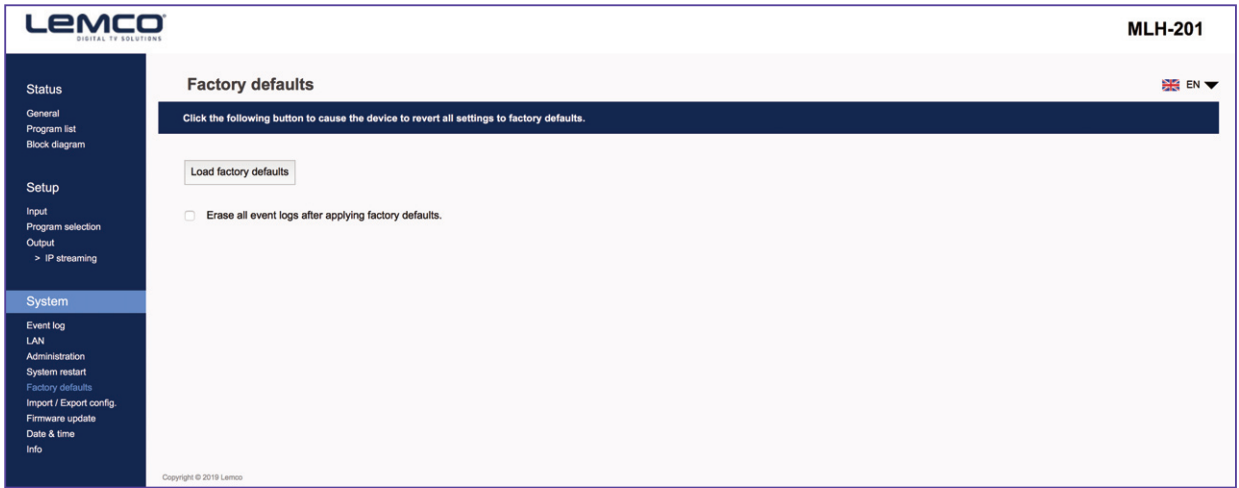 Lemco
DIGITAL TV SOLUTIONS
MLH-201
Status
General
Program list
Block diagram
Setup
Input
Program selection
Output
> IP streaming
System
Event log
LAN
Administration
System restart
Factory defaults
Import / Export config.
Firmware update
Date & time
Info
Factory defaults
EN
Click the following button to cause the device to revert all settings to factory defaults.
Load factory defaults
Erase all event logs after applying factory defaults.
Copyright © 2019 Lemco